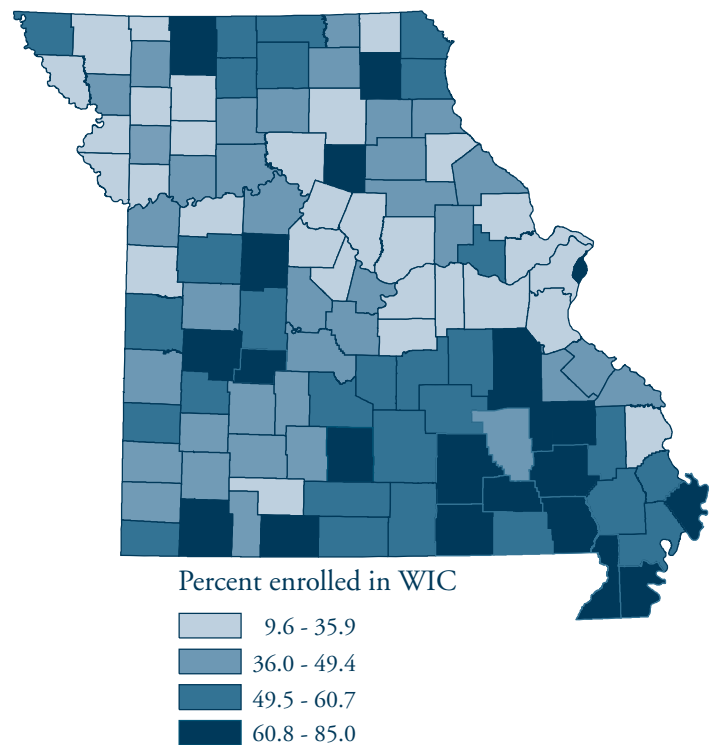 Percent enrolled in WIC
9.6 - 35.9
36.0 - 49.4
49.5 - 60.7
60.8 - 85.0